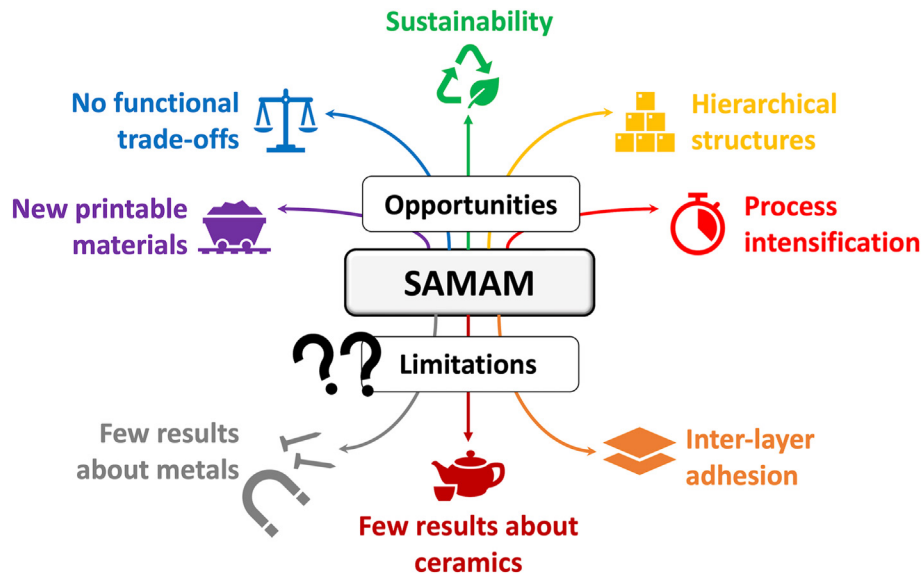 Sustainability
No functional
trade-offs
Hierarchical
structures
New printable
materials
Opportunities
Process
intensification
SAMAM
??
Limitations
Few results
about metals
Inter-layer
adhesion
Few results about
ceramics